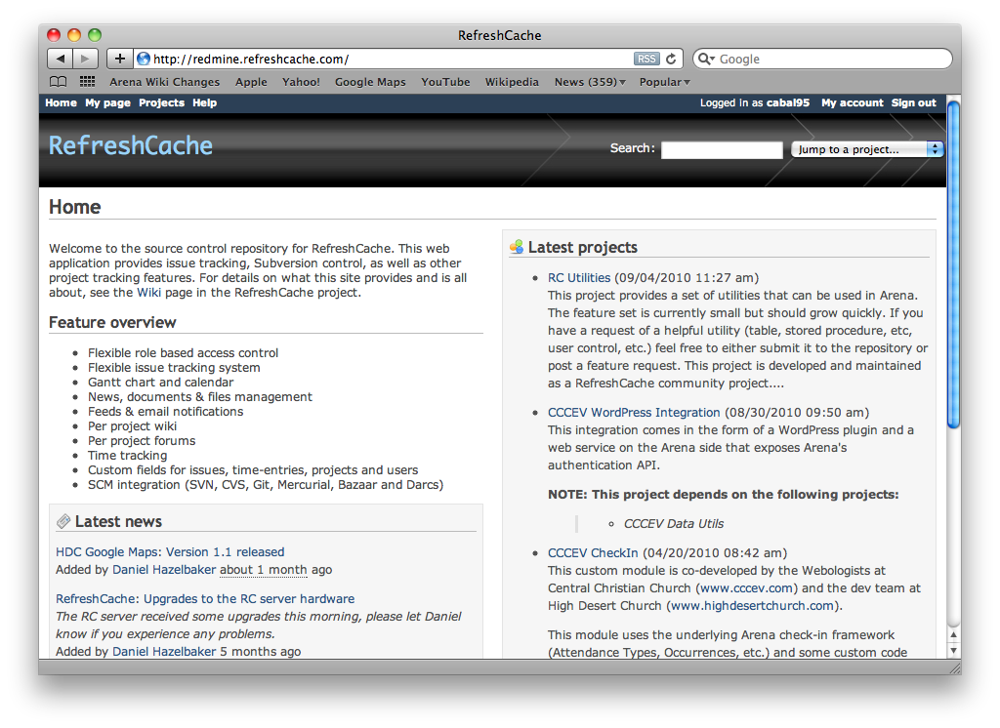 RefreshCache
http://redmine.refreshcache.com/
RSS
Google
Arena Wiki Changes Apple Yahoo! Google Maps YouTube Wikipedia News (359) Popular
Home My page Projects Help
Logged in as cabal95 My account Sign out
RefreshCache
Search:
Jump to a project...
Home
Welcome to the source control repository for RefreshCache. This web
application provides issue tracking, Subversion control, as well as other
project tracking features. For details on what this site provides and is all
about, see the Wiki page in the RefreshCache project.
Feature overview
• Flexible role based access control
• Flexible issue tracking system
• Gantt chart and calendar
• News, documents & files management
• Feeds & email notifications
• Per project wiki
• Per project forums
• Time tracking
• Custom fields for issues, time-entries, projects and users
• SCM integration (SVN, CVS, Git, Mercurial, Bazaar and Darcs)
Latest news
HDC Google Maps: Version 1.1 released
Added by Daniel Hazelbaker about 1 month ago
RefreshCache: Upgrades to the RC server hardware
The RC server received some upgrades this morning, please let Daniel
know if you experience any problems.
Added by Daniel Hazelbaker 5 months ago
Latest projects
• RC Utilities (09/04/2010 11:27 am)
This project provides a set of utilities that can be used in Arena.
The feature set is currently small but should grow quickly. If you
have a request of a helpful utility (table, stored procedure, etc,
user control, etc.) feel free to either submit it to the repository or
post a feature request. This project is developed and maintained
as a RefreshCache community project....
• CCCEV WordPress Integration (08/30/2010 09:50 am)
This integration comes in the form of a WordPress plugin and a
web service on the Arena side that exposes Arena's
authentication API.
NOTE: This project depends on the following projects:
◦ CCCEV Data Utils
• CCCEV CheckIn (04/20/2010 08:42 am)
This custom module is co-developed by the Webologists at
Central Christian Church (www.cccev.com) and the dev team at
High Desert Church (www.highdesertchurch.com).
This module uses the underlying Arena check-in framework
(Attendance Types, Occurrences, etc.) and some custom code